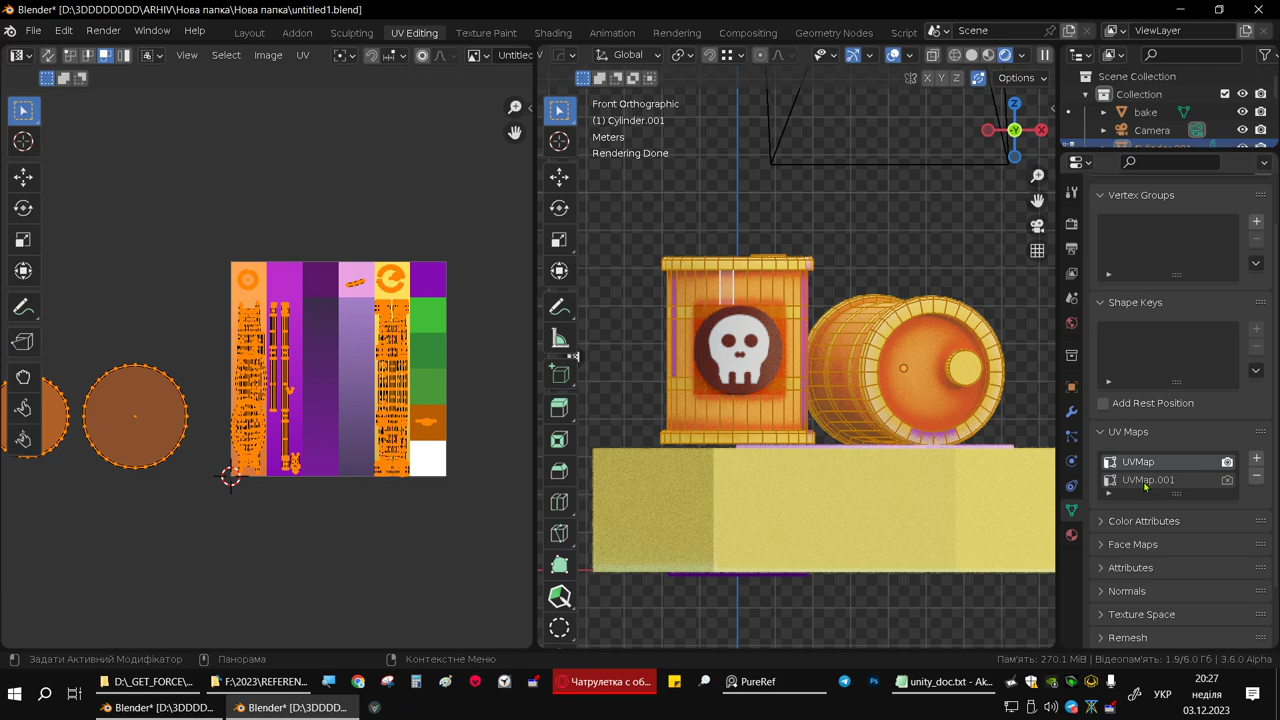 Blender* [D:\3DDDDDDDD\ARHIV\Нова папка\Нова папка\untitled1.blend]
File Edit Render Window Help Layout Addon Sculpting UV Editing Texture Paint Shading Animation Rendering Compositing Geometry Nodes Script Scene ViewLayer
View Select Image UV Untitlec Global
X Y Z Options
Front Orthographic
(1) Cylinder.001
Meters
Rendering Done
Z
X
-Y
Scene Collection
Collection
bake
Camera
Vertex Groups
Shape Keys
Add Rest Position
UV Maps
UVMap
UVMap.001
Color Attributes
Face Maps
Attributes
Normals
Texture Space
Remesh
Задати Активний Модифікатор Панорама Контекстне Меню Пам'ять: 270.1 MiB | Відеопам'ять: 1.9/6.0 Гб | 3.6.0 Alpha
D:\_GET_FORCE/... F:\2023\REFEREN... Чатрулетка с об... PureRef unity_doc.txt - Ak...
Blender* [D:\3DDDD... Blender* [D:\3DDDD...
УКР
20:27
неділя
03.12.2023